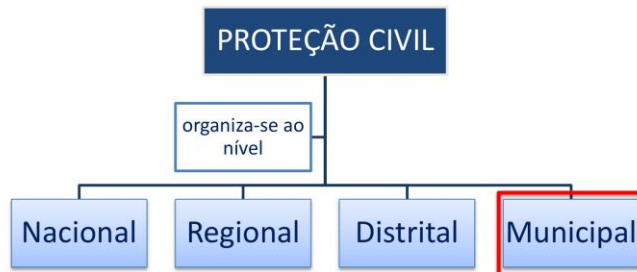 PROTEÇÃO CIVIL
organiza-se ao
nível
Nacional
Regional
Distrital
Municipal